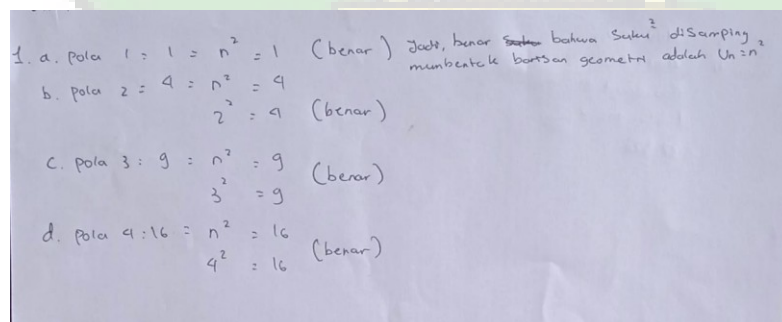 1. a. pola 1 : 1 = n² = 1 (benar) Jadi, benar bahwa Suku² disamping
membentuk barisan geometri adalah Un = n²
b. pola 2 = 4 = n² = 4
2² = 4 (benar)
c. pola 3 : 9 = n² = 9 (benar)
3² = 9
d. pola 4 : 16 = n² = 16
4² = 16 (benar)